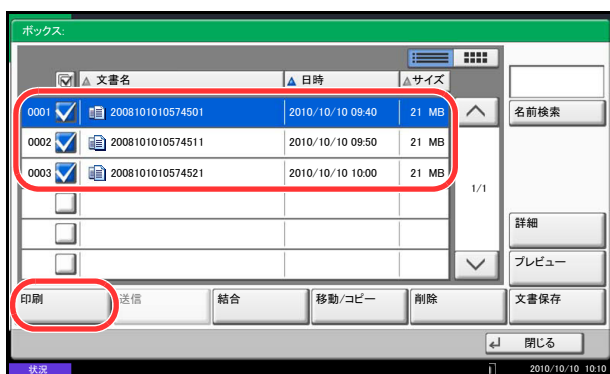 ボックス:
文書名 日時 サイズ
0001 2008101010574501 2010/10/10 09:40 21 MB 名前検索
0002 2008101010574511 2010/10/10 09:50 21 MB
0003 2008101010574521 2010/10/10 10:00 21 MB
1/1
詳細
プレビュー
印刷 送信 結合 移動/コピー 削除 文書保存
閉じる
状況 2010/10/10 10:10